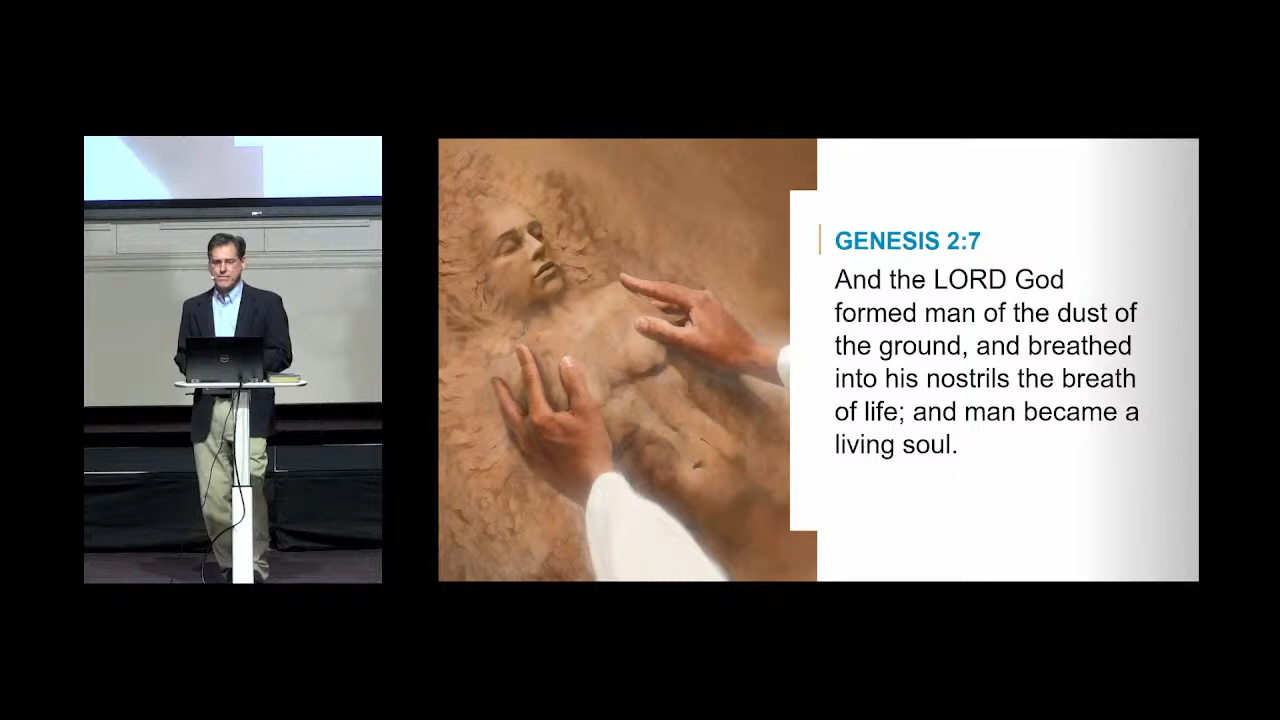 GENESIS 2:7
And the LORD God
formed man of the dust of
the ground, and breathed
into his nostrils the breath
of life; and man became a
living soul.